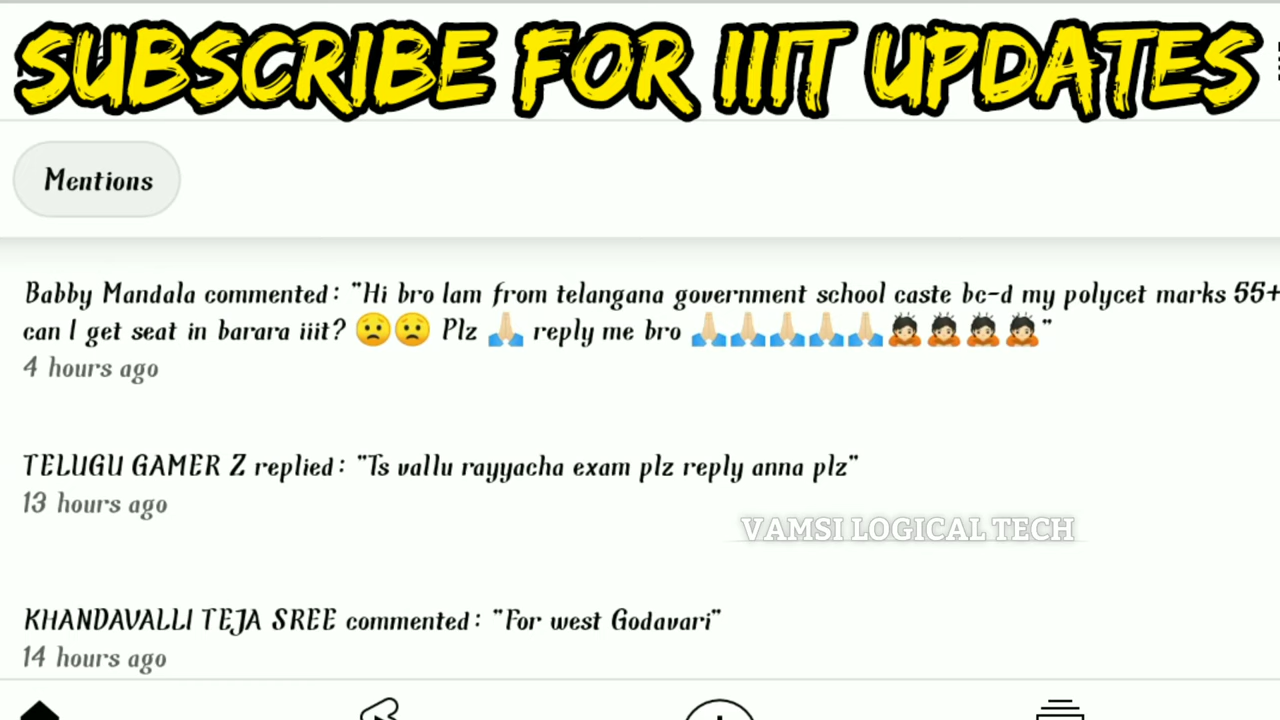 SUBSCRIBE FOR IIIT UPDATES
Mentions
Babby Mandala commented: "Hi bro Iam from telangana government school caste bc-d my polycet marks 55+
can I get seat in barara iiit? 😟😟 Plz 🙏🏻 reply me bro 🙏🏻🙏🏻🙏🏻🙏🏻🙏🏻🙇🏻🙇🏻🙇🏻🙇🏻"
4 hours ago
TELUGU GAMER Z replied: "Ts vallu rayyacha exam plz reply anna plz"
13 hours ago
VAMSI LOGICAL TECH
KHANDAVALLI TEJA SREE commented: "For west Godavari"
14 hours ago